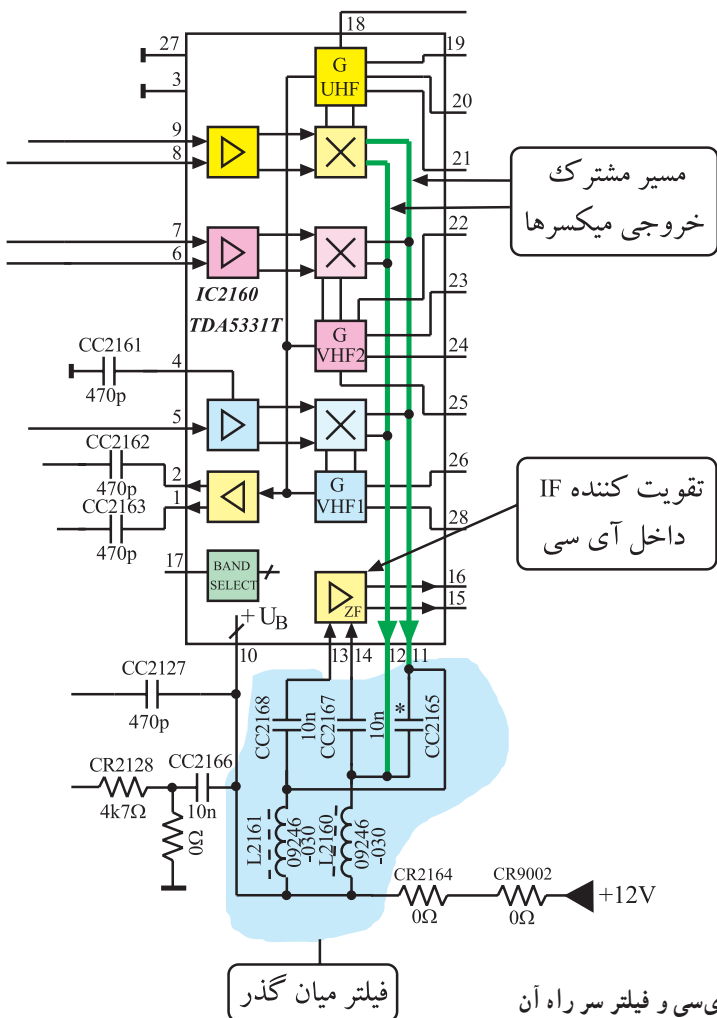 18
27
19
G
UHF
3
20
9
8
21
مسیر مشترک
خروجی میکسرها
7
6
22
IC2160
TDA5331T
23
G
VHF2
24
CC2161
470p
4
25
5
CC2162
470p
2
26
G
VHF1
CC2163
470p
1
28
تقویت کننده IF
داخل آی سی
17
BAND
SELECT
16
15
ZF
+U_B
10
13
14
12
11
CC2127
470p
CC2168
10n
CC2167
10n
*
CC2165
CR2128
4k7Ω
CC2166
10n
0Ω
L2161
09246
-030
L2160
09246
-030
CR2164
0Ω
CR9002
0Ω
+12V
فیلتر میان گذر
ی‌سی و فیلتر سر راه آن